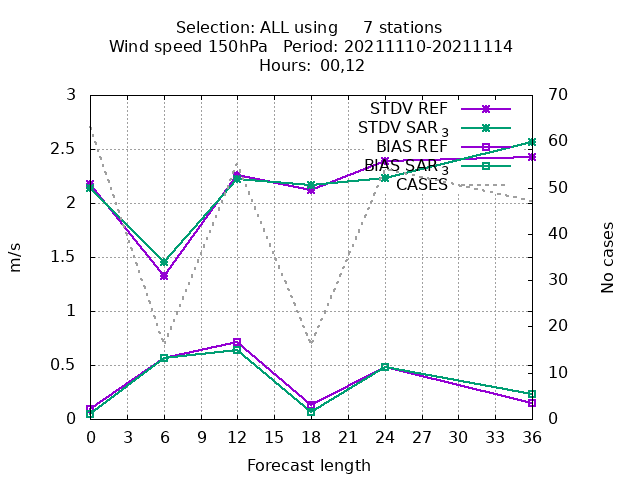 Selection: ALL using     7 stations
Wind speed 150hPa   Period: 20211110-20211114
Hours: 00,12
STDV REF
STDV SAR 3
BIAS REF
BIAS SAR 3
CASES
3
2.5
2
1.5
1
0.5
0
70
60
50
40
30
20
10
0
m/s
No cases
0 3 6 9 12 15 18 21 24 27 30 33 36
Forecast length